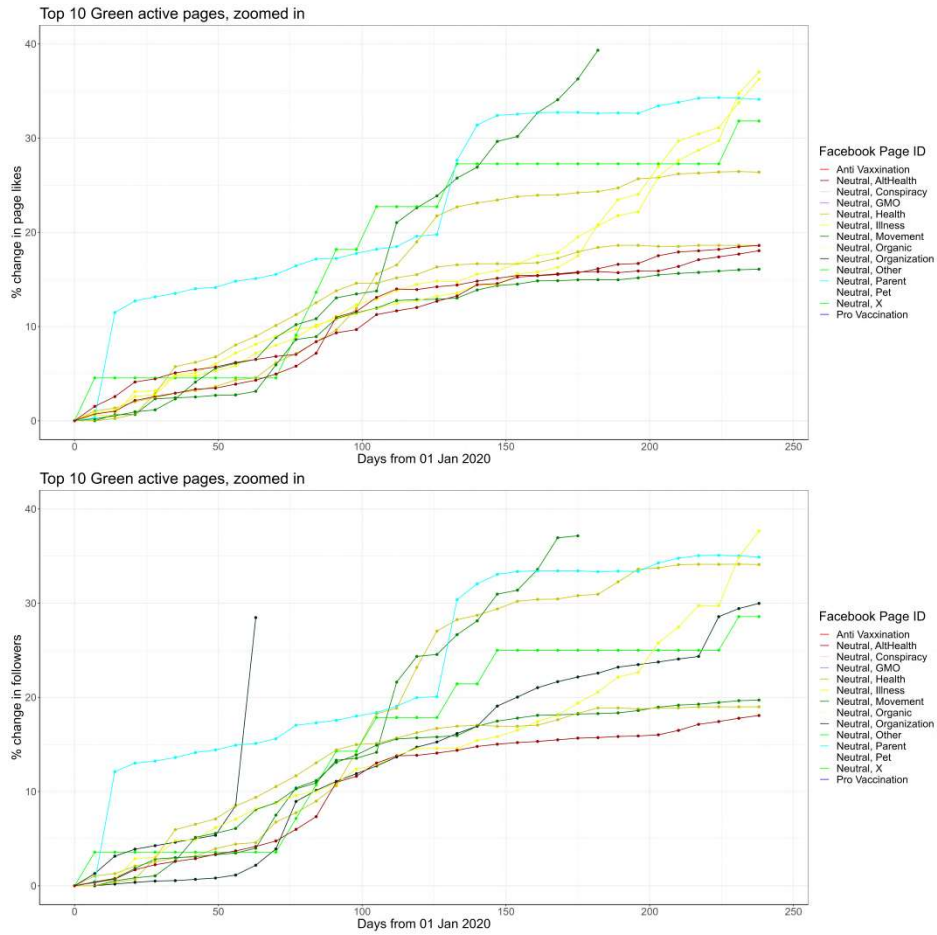 Top 10 Green active pages, zoomed in
40
30
20
10
0
% change in page likes
0 50 100 150 200 250
Days from 01 Jan 2020
Facebook Page ID
Anti Vaxxination
Neutral, AltHealth
Neutral, Conspiracy
Neutral, GMO
Neutral, Health
Neutral, Illness
Neutral, Movement
Neutral, Organic
Neutral, Organization
Neutral, Other
Neutral, Parent
Neutral, Pet
Neutral, X
Pro Vaccination
Top 10 Green active pages, zoomed in
40
30
20
10
0
% change in followers
0 50 100 150 200 250
Days from 01 Jan 2020
Facebook Page ID
Anti Vaxxination
Neutral, AltHealth
Neutral, Conspiracy
Neutral, GMO
Neutral, Health
Neutral, Illness
Neutral, Movement
Neutral, Organic
Neutral, Organization
Neutral, Other
Neutral, Parent
Neutral, Pet
Neutral, X
Pro Vaccination